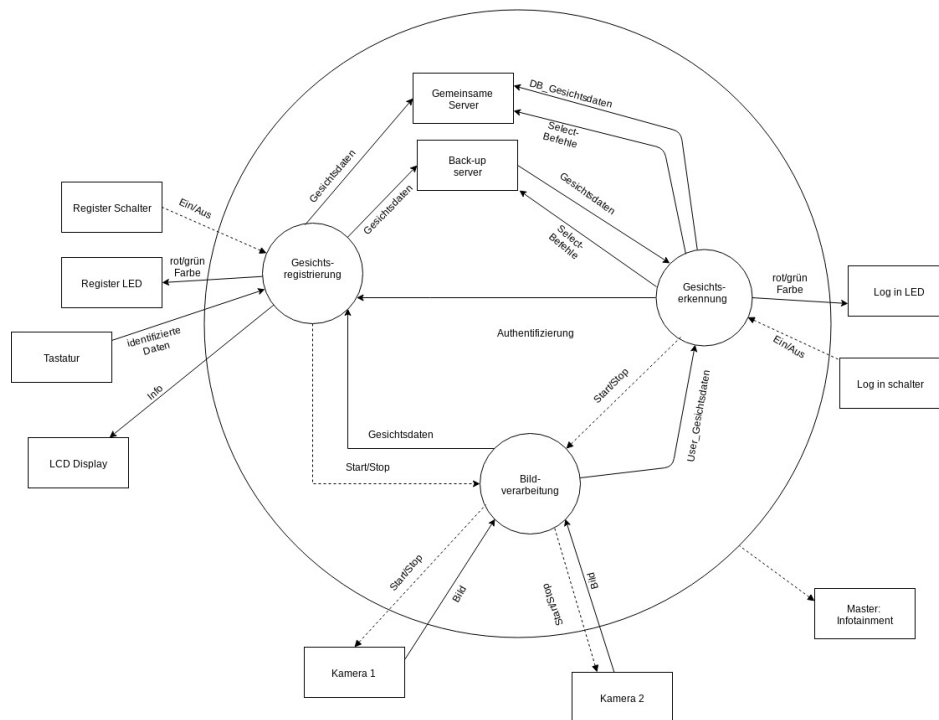 Gemeinsame
Server
DB_Gesichtsdaten
Select-
Befehle
Back-up
server
Gesichtsdaten
Gesichtsdaten
Gesichtsdaten
Select-
Befehle
Register Schalter
Ein/Aus
Gesichts-
registrierung
rot/grün
Farbe
Register LED
Gesichts-
erkennung
rot/grün
Farbe
Log in LED
Tastatur
identifizierte
Daten
Authentifizierung
Ein/Aus
Log in schalter
Info
Start/Stop
User_Gesichtsdaten
LCD Display
Gesichtsdaten
Start/Stop
Bild-
verarbeitung
Start/Stop
Bild
Start/Stop
Bild
Master:
Infotainment
Kamera 1
Kamera 2